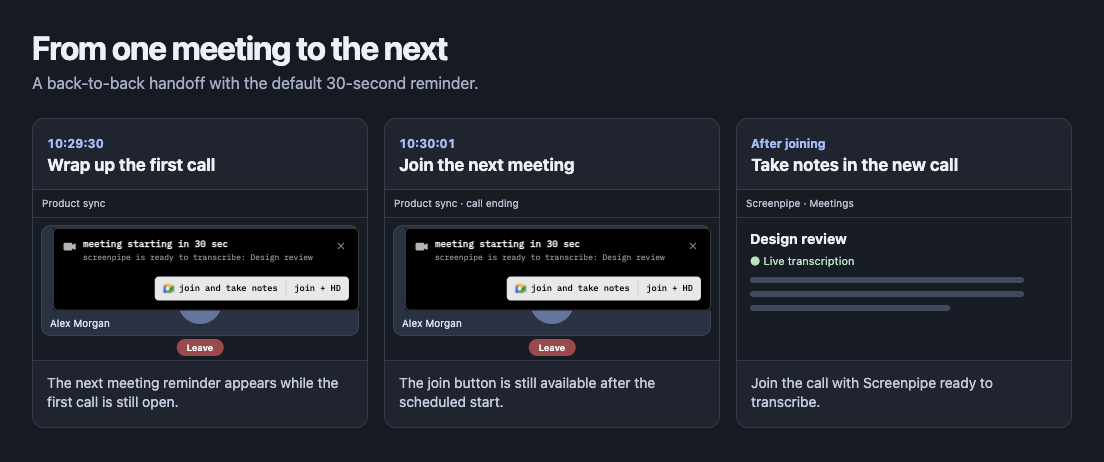 From one meeting to the next
A back-to-back handoff with the default 30-second reminder.
10:29:30
Wrap up the first call
Product sync
meeting starting in 30 sec
screenpipe is ready to transcribe: Design review
join and take notes
join + HD
Alex Morgan
Leave
The next meeting reminder appears while the
first call is still open.
10:30:01
Join the next meeting
Product sync · call ending
meeting starting in 30 sec
screenpipe is ready to transcribe: Design review
join and take notes
join + HD
Alex Morgan
Leave
The join button is still available after the
scheduled start.
After joining
Take notes in the new call
Screenpipe · Meetings
Design review
Live transcription
Join the call with Screenpipe ready to
transcribe.